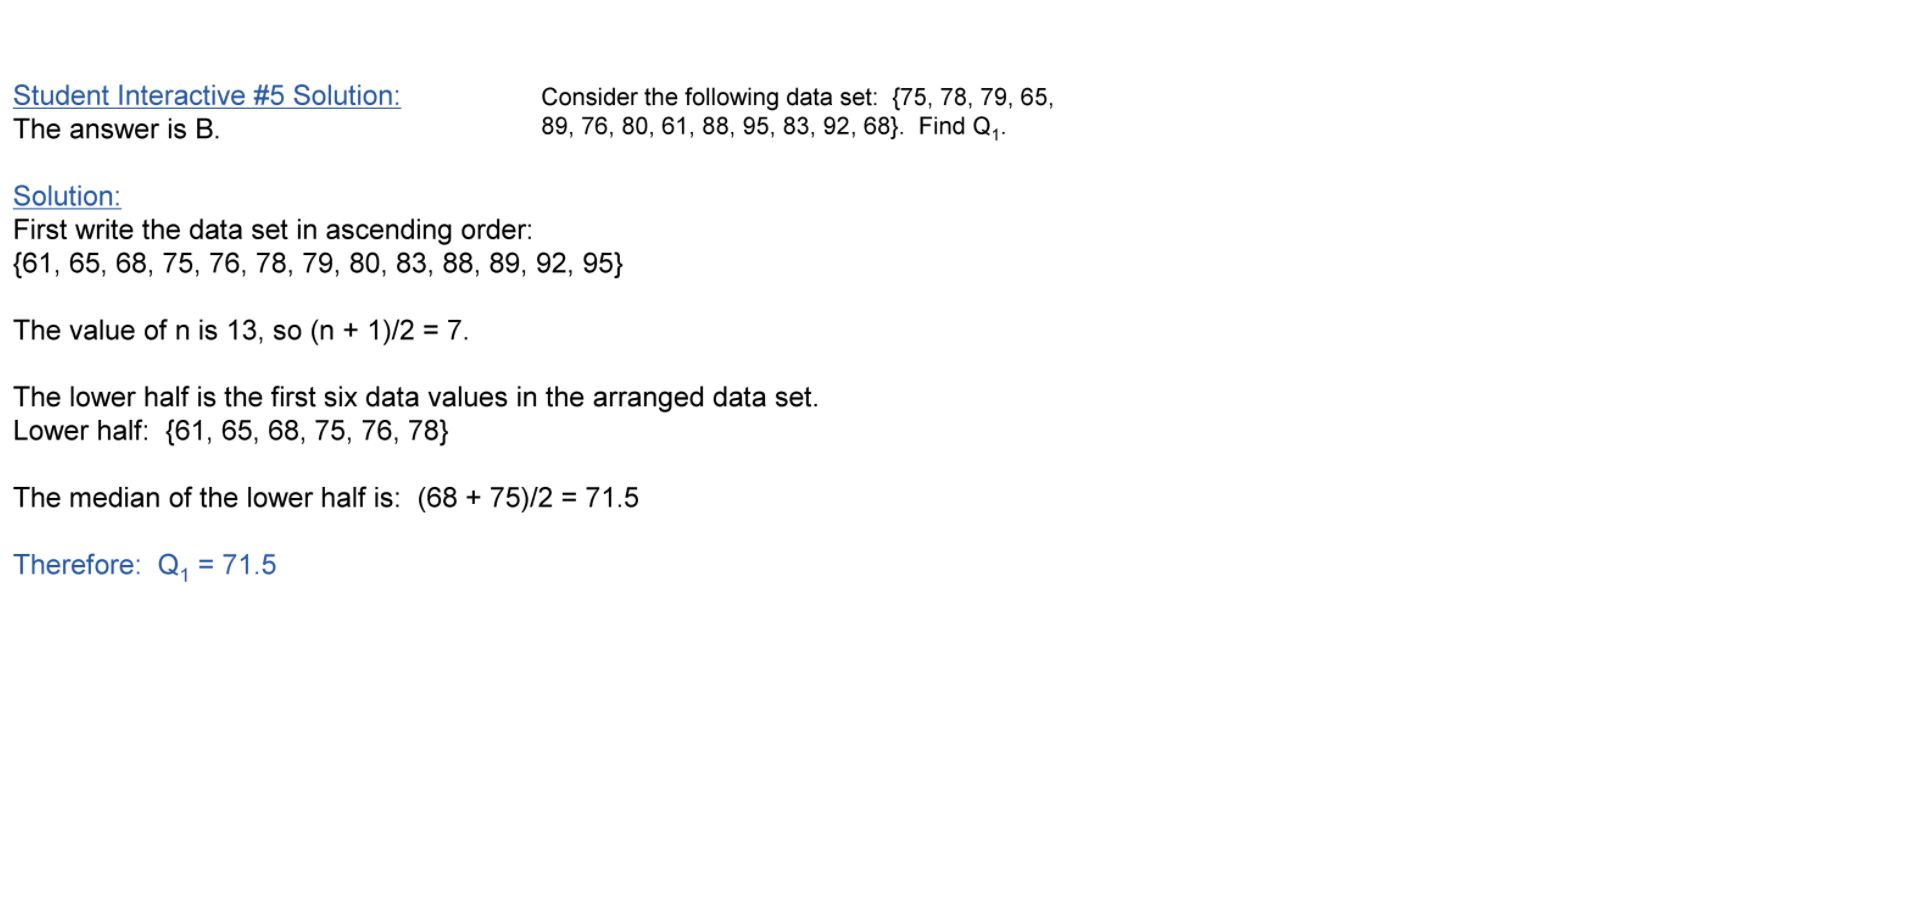 Student Interactive #5 Solution:
The answer is B.
Consider the following data set:  {75, 78, 79, 65,
89, 76, 80, 61, 88, 95, 83, 92, 68}.  Find Q₁.
Solution:
First write the data set in ascending order:
{61, 65, 68, 75, 76, 78, 79, 80, 83, 88, 89, 92, 95}
The value of n is 13, so (n + 1)/2 = 7.
The lower half is the first six data values in the arranged data set.
Lower half:  {61, 65, 68, 75, 76, 78}
The median of the lower half is:  (68 + 75)/2 = 71.5
Therefore:  Q₁ = 71.5